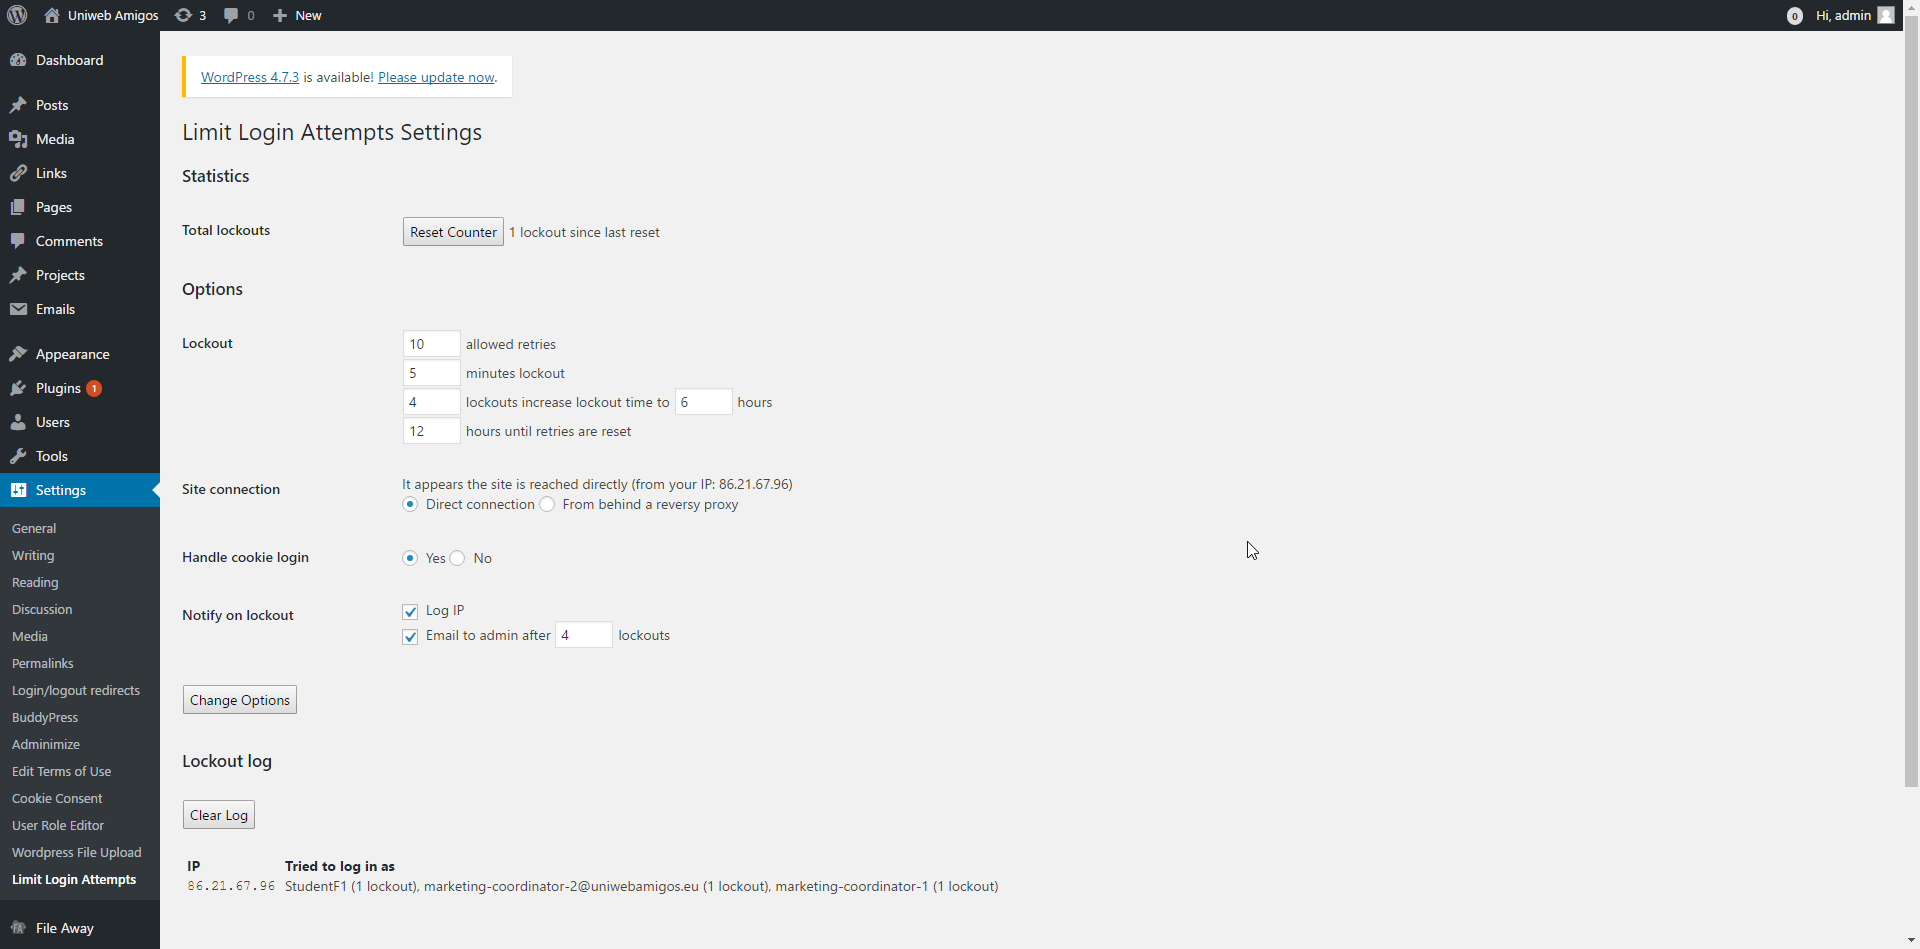 Uniweb Amigos 3 0 New 0 Hi, admin
Dashboard
Posts
Media
Links
Pages
Comments
Projects
Emails
Appearance
Plugins 1
Users
Tools
Settings
General
Writing
Reading
Discussion
Media
Permalinks
Login/logout redirects
BuddyPress
Adminimize
Edit Terms of Use
Cookie Consent
User Role Editor
Wordpress File Upload
Limit Login Attempts
FA File Away
WordPress 4.7.3 is available! Please update now.
Limit Login Attempts Settings
Statistics
Total lockouts Reset Counter 1 lockout since last reset
Options
Lockout 10 allowed retries
5 minutes lockout
4 lockouts increase lockout time to 6 hours
12 hours until retries are reset
Site connection It appears the site is reached directly (from your IP: 86.21.67.96)
Direct connection From behind a reversy proxy
Handle cookie login Yes No
Notify on lockout Log IP
Email to admin after 4 lockouts
Change Options
Lockout log
Clear Log
IP Tried to log in as
86.21.67.96 StudentF1 (1 lockout), marketing-coordinator-2@uniwebamigos.eu (1 lockout), marketing-coordinator-1 (1 lockout)